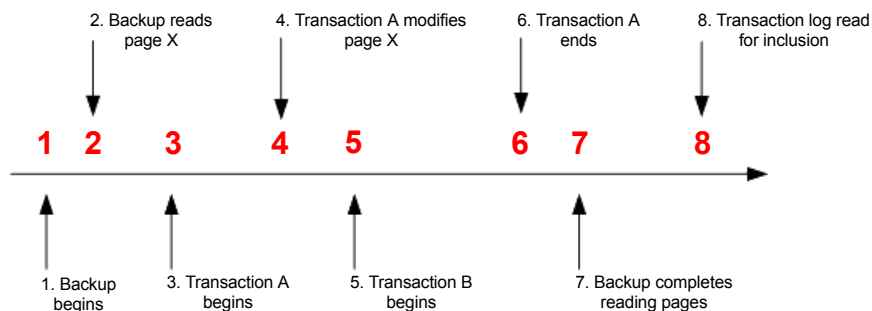 2. Backup reads
page X
4. Transaction A modifies
page X
6. Transaction A
ends
8. Transaction log read
for inclusion
1 2 3 4 5 6 7 8
1. Backup
begins
3. Transaction A
begins
5. Transaction B
begins
7. Backup completes
reading pages